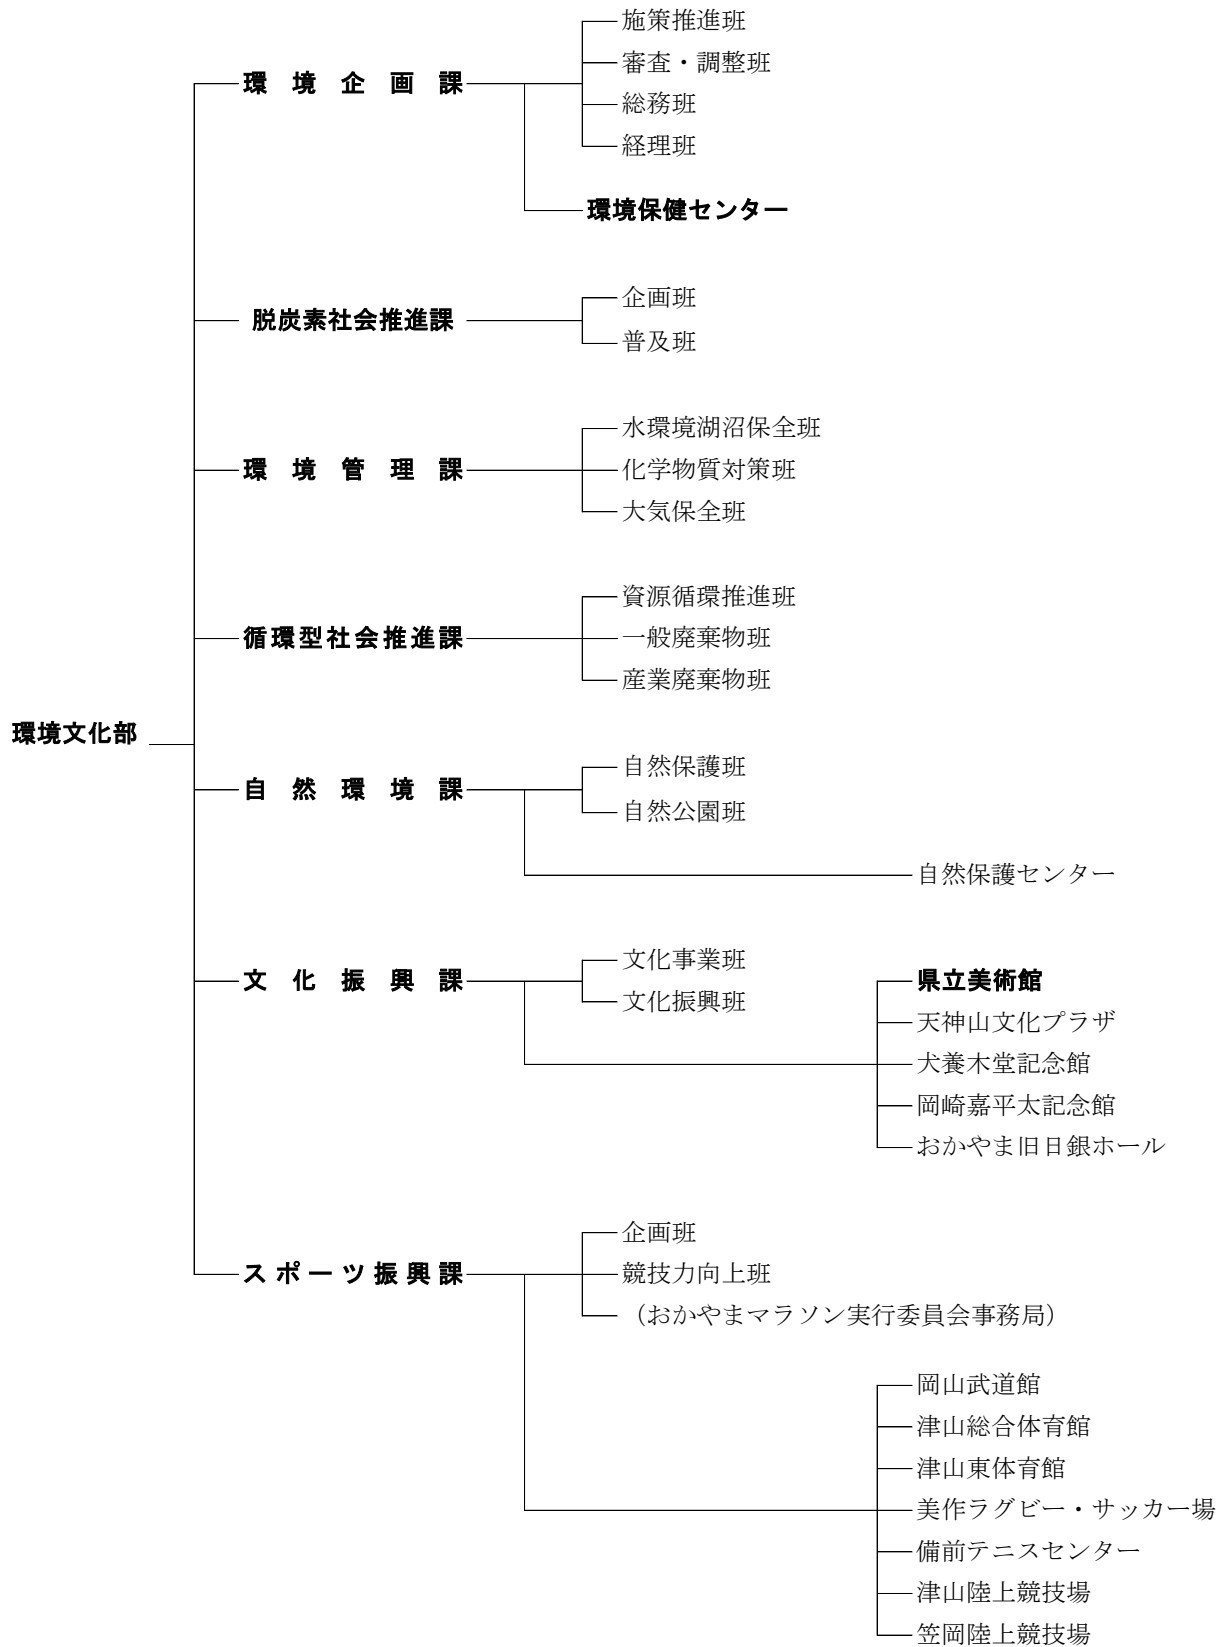 環境文化部
環境企画課
施策推進班
審査・調整班
総務班
経理班
環境保健センター
脱炭素社会推進課
企画班
普及班
環境管理課
水環境湖沼保全班
化学物質対策班
大気保全班
循環型社会推進課
資源循環推進班
一般廃棄物班
産業廃棄物班
自然環境課
自然保護班
自然公園班
自然保護センター
文化振興課
文化事業班
文化振興班
県立美術館
天神山文化プラザ
犬養木堂記念館
岡崎嘉平太記念館
おかやま旧日銀ホール
スポーツ振興課
企画班
競技力向上班
（おかやまマラソン実行委員会事務局）
岡山武道館
津山総合体育館
津山東体育館
美作ラグビー・サッカー場
備前テニスセンター
津山陸上競技場
笠岡陸上競技場